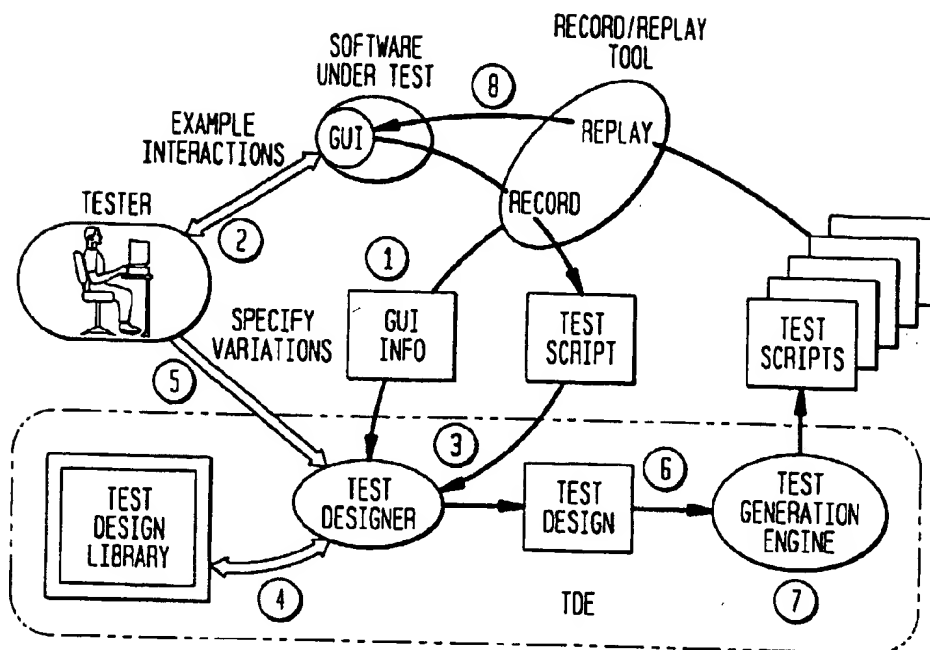 SOFTWARE
UNDER TEST
RECORD/REPLAY
TOOL
8
EXAMPLE
INTERACTIONS
GUI
REPLAY
TESTER
RECORD
2
1
SPECIFY
VARIATIONS
GUI
INFO
TEST
SCRIPT
TEST
SCRIPTS
5
3
6
TEST
DESIGN
LIBRARY
TEST
DESIGNER
TEST
DESIGN
TEST
GENERATION
ENGINE
4
TDE
7